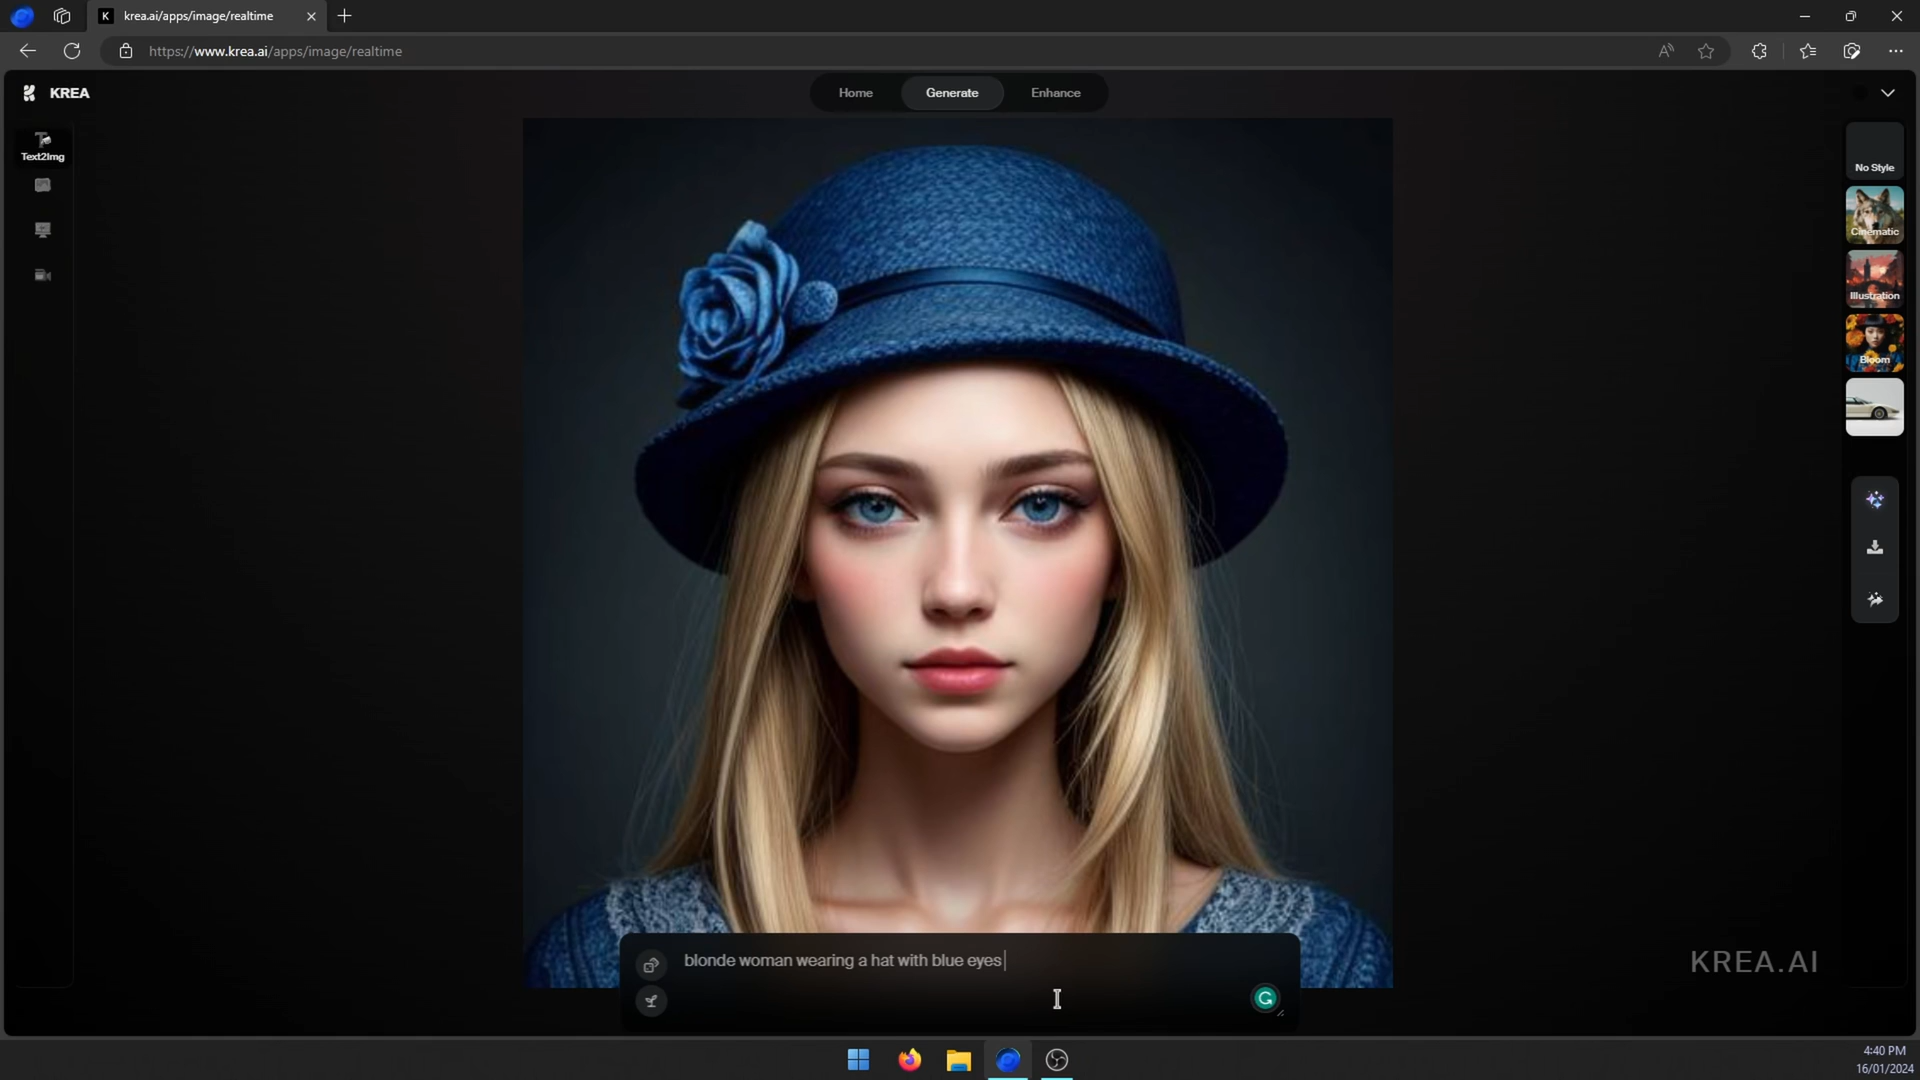 krea.ai/apps/image/realtime
https://www.krea.ai/apps/image/realtime
KREA
Home
Generate
Enhance
Text2Img
No Style
Cinematic
Illustration
Bloom
blonde woman wearing a hat with blue eyes
KREA.AI
4:40 PM
16/01/2024